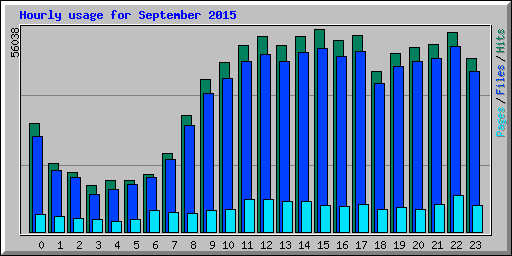 Hourly usage for September 2015
56038
Pages / Files / Hits
0 1 2 3 4 5 6 7 8 9 10 11 12 13 14 15 16 17 18 19 20 21 22 23